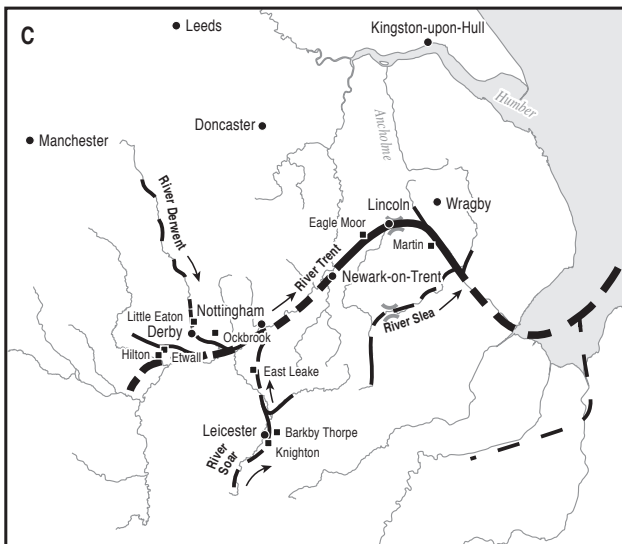 C
Leeds
Kingston-upon-Hull
Humber
Ancholme
Doncaster
Manchester
River Derwent
Lincoln
Wragby
Eagle Moor
Martin
River Trent
Newark-on-Trent
Little Eaton
Nottingham
Derby
Ockbrook
River Slea
Hilton
Etwall
East Leake
Leicester
Barkby Thorpe
Knighton
River
Soar